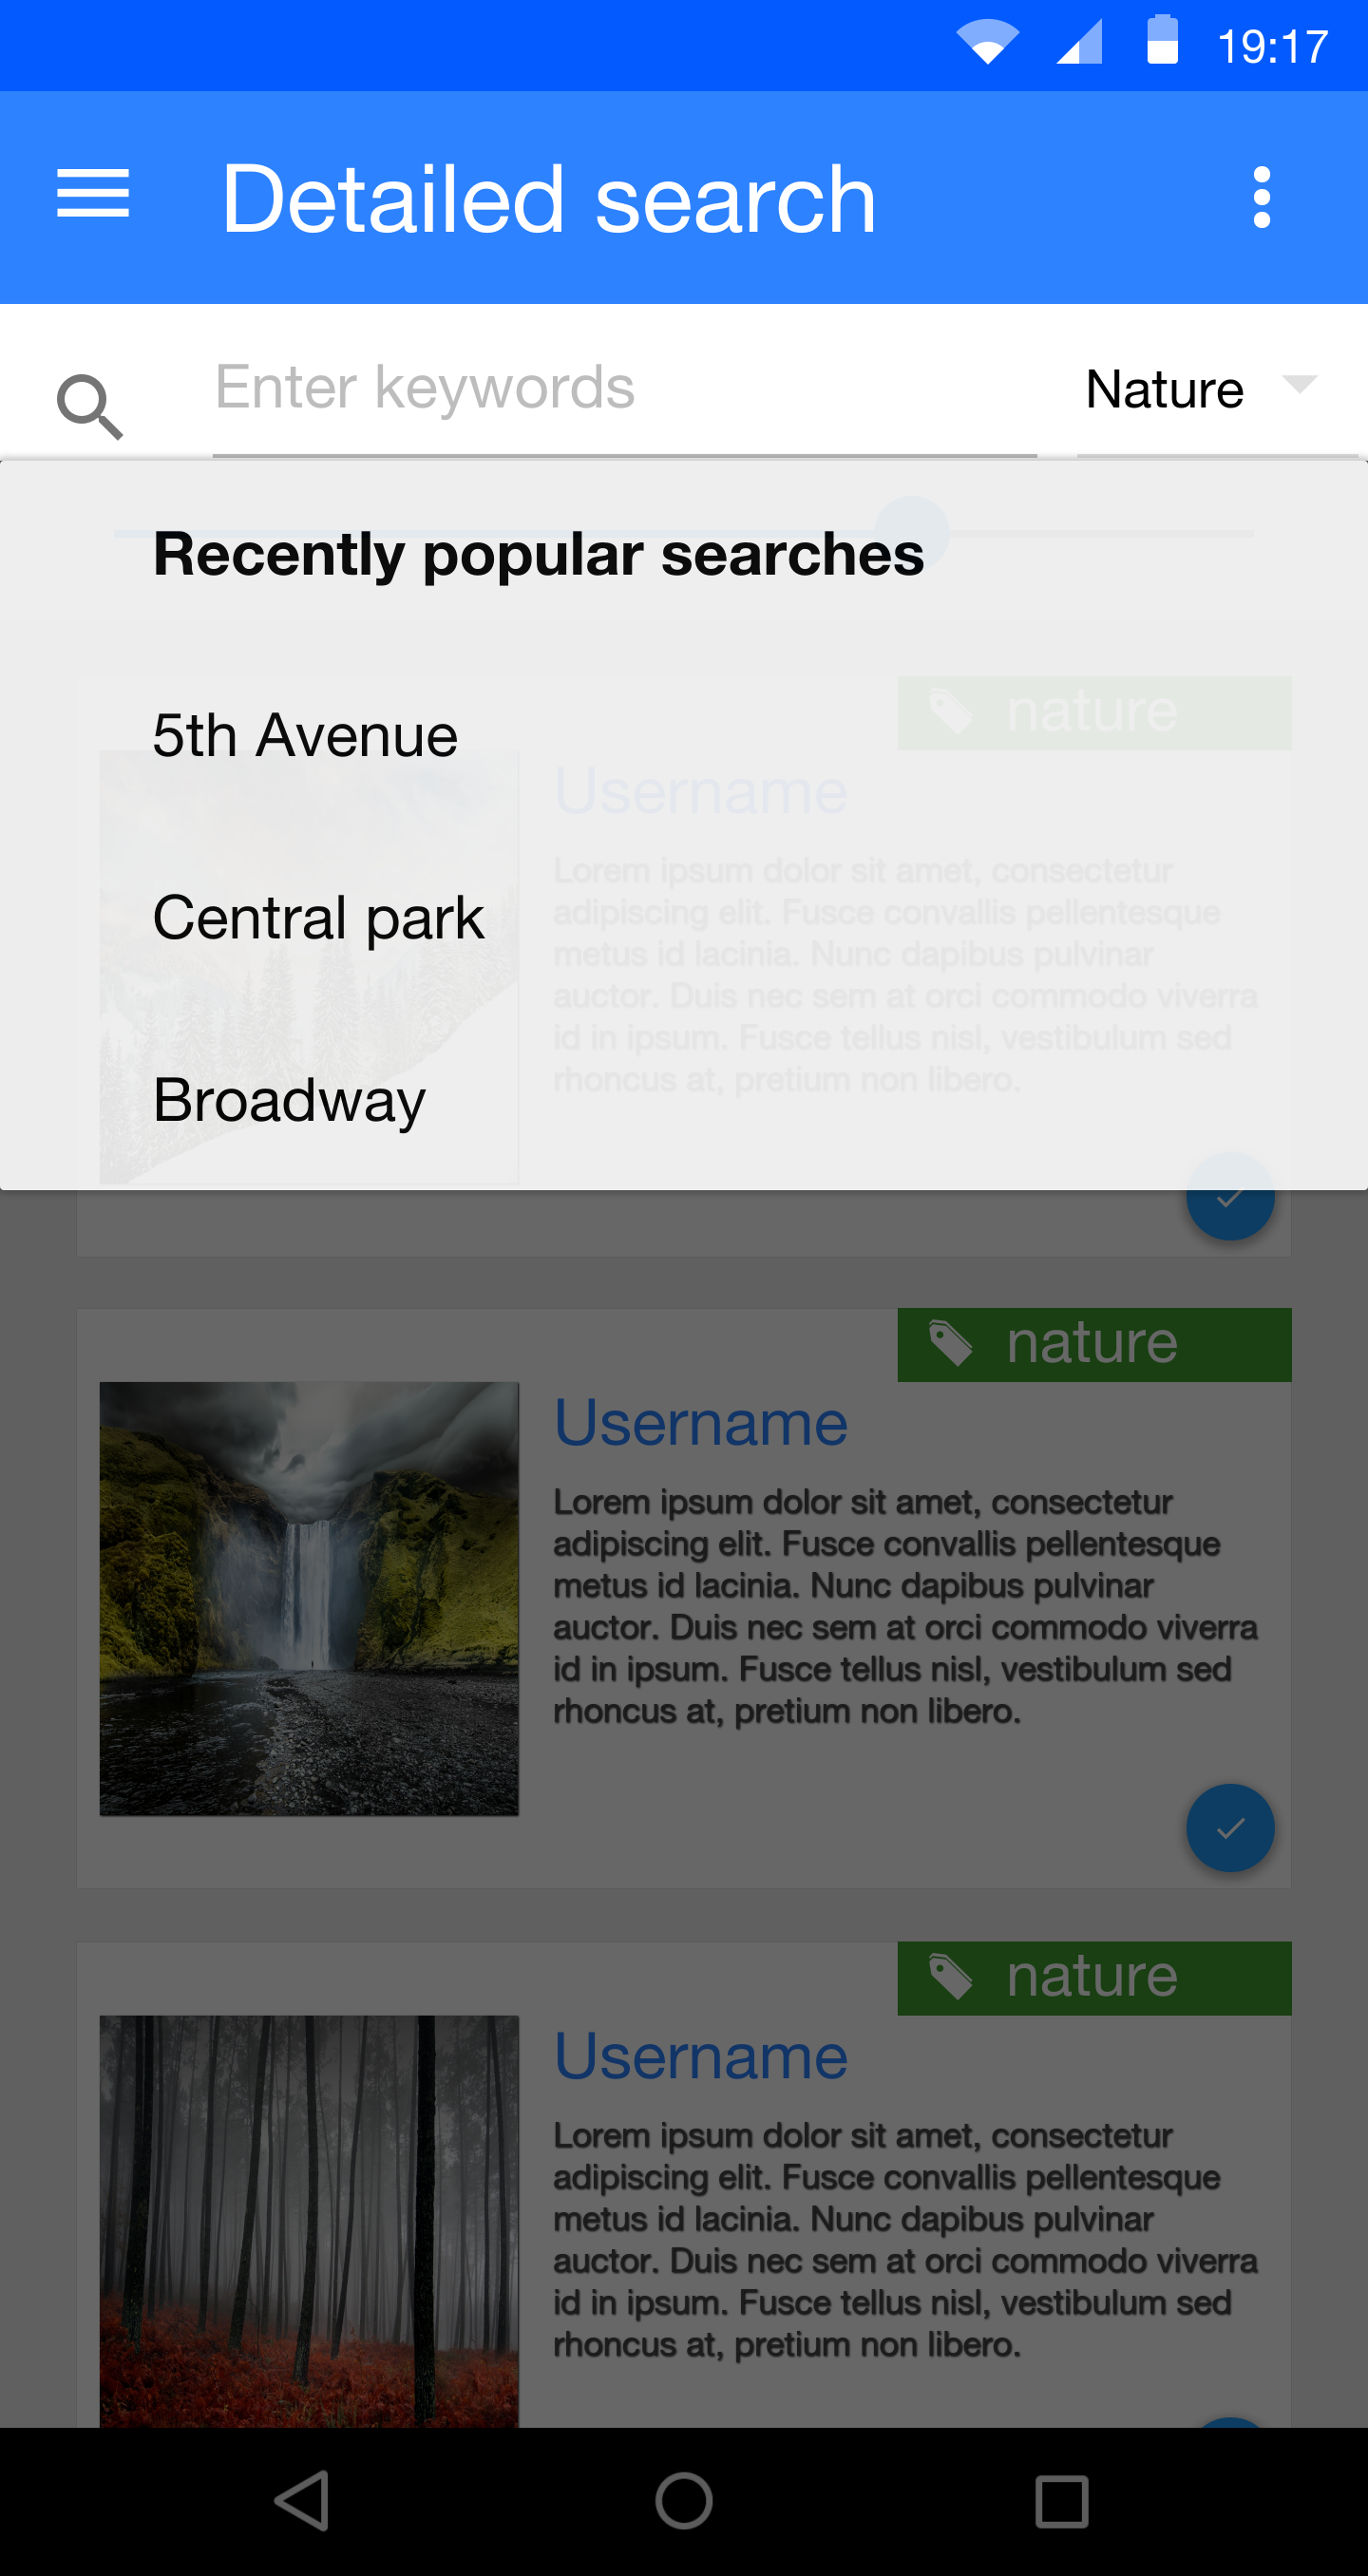 19:17
Detailed search
Enter keywords
Nature
Recently popular searches
5th Avenue
Central park
Broadway
nature
Username
Lorem ipsum dolor sit amet, consectetur
adipiscing elit. Fusce convallis pellentesque
metus id lacinia. Nunc dapibus pulvinar
auctor. Duis nec sem at orci commodo viverra
id in ipsum. Fusce tellus nisl, vestibulum sed
rhoncus at, pretium non libero.
nature
Username
Lorem ipsum dolor sit amet, consectetur
adipiscing elit. Fusce convallis pellentesque
metus id lacinia. Nunc dapibus pulvinar
auctor. Duis nec sem at orci commodo viverra
id in ipsum. Fusce tellus nisl, vestibulum sed
rhoncus at, pretium non libero.
nature
Username
Lorem ipsum dolor sit amet, consectetur
adipiscing elit. Fusce convallis pellentesque
metus id lacinia. Nunc dapibus pulvinar
auctor. Duis nec sem at orci commodo viverra
id in ipsum. Fusce tellus nisl, vestibulum sed
rhoncus at, pretium non libero.